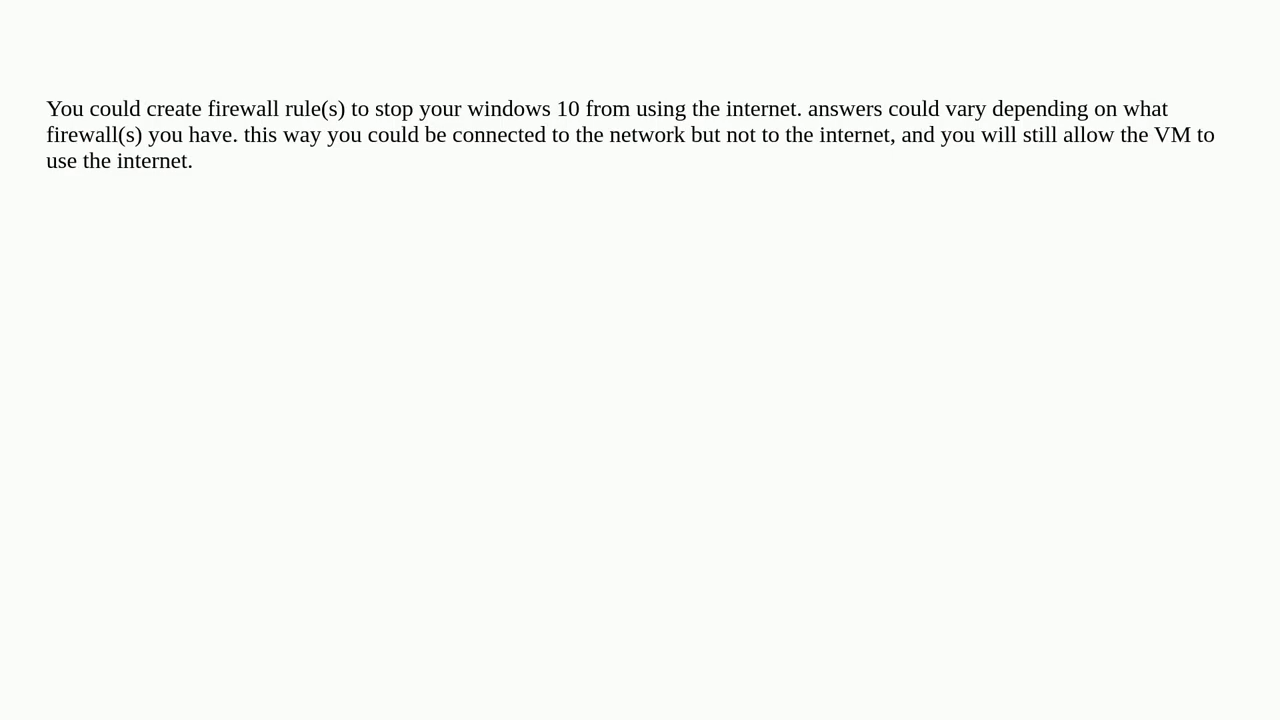 You could create firewall rule(s) to stop your windows 10 from using the internet. answers could vary depending on what
firewall(s) you have. this way you could be connected to the network but not to the internet, and you will still allow the VM to
use the internet.